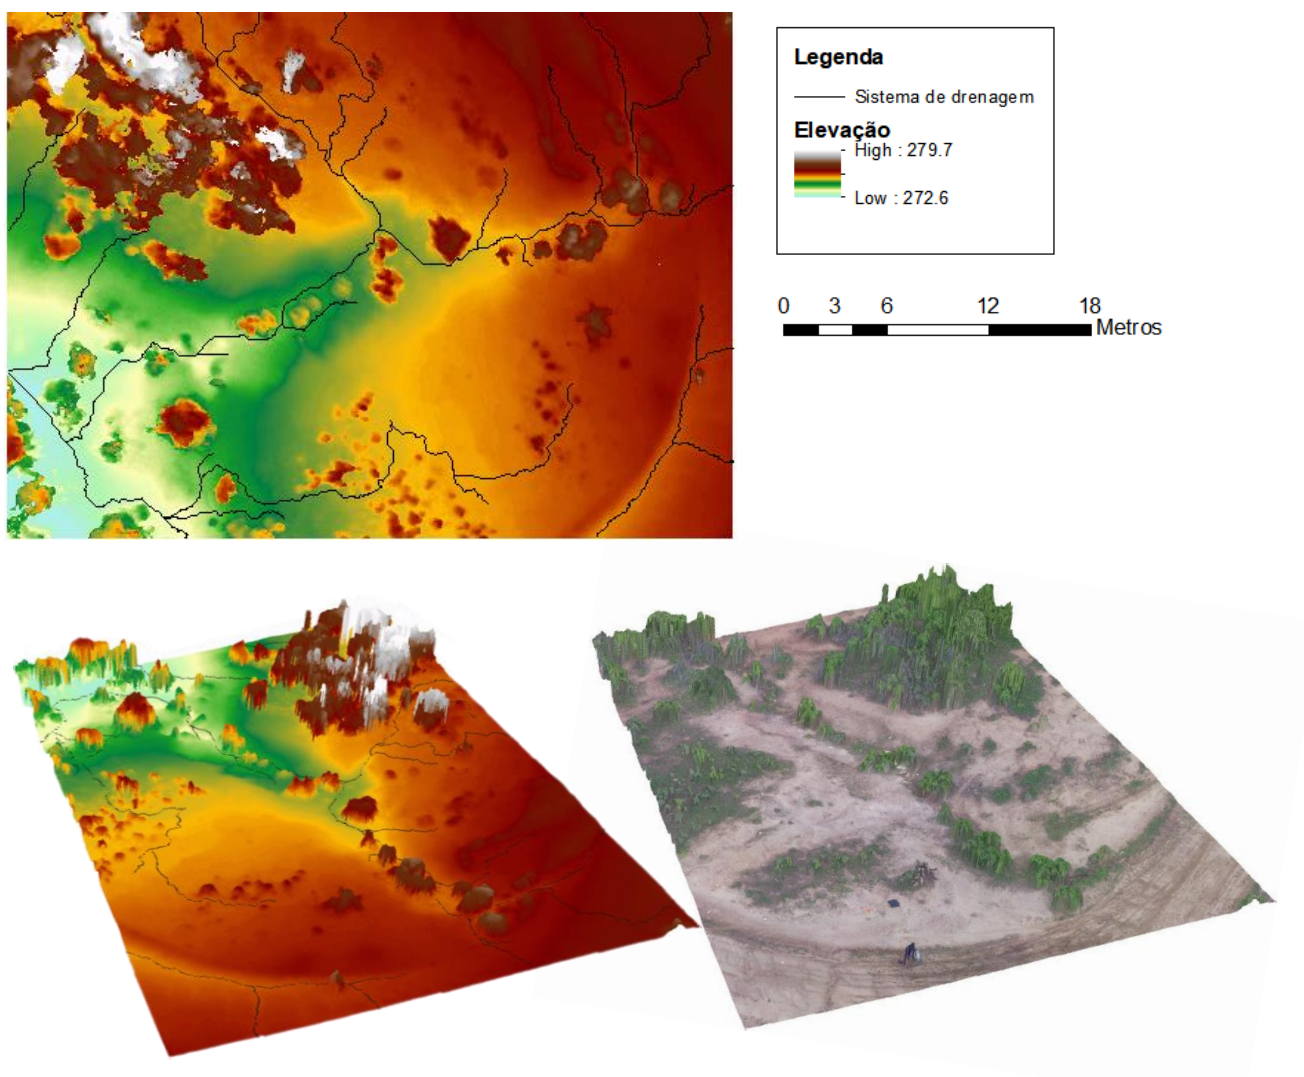 Legenda
Sistema de drenagem
Elevação
High : 279.7
Low : 272.6
0 3 6 12 18
Metros